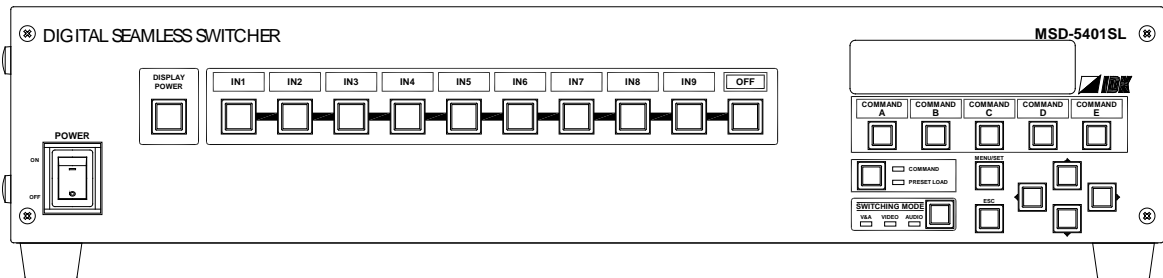 DIGITAL SEAMLESS SWITCHER
MSD-5401SL
IDK
DISPLAY
POWER
IN1 IN2 IN3 IN4 IN5 IN6 IN7 IN8 IN9 OFF
COMMAND
A
COMMAND
B
COMMAND
C
COMMAND
D
COMMAND
E
POWER
ON
OFF
COMMAND
PRESET LOAD
MENU/SET
SWITCHING MODE
V&A VIDEO AUDIO
ESC